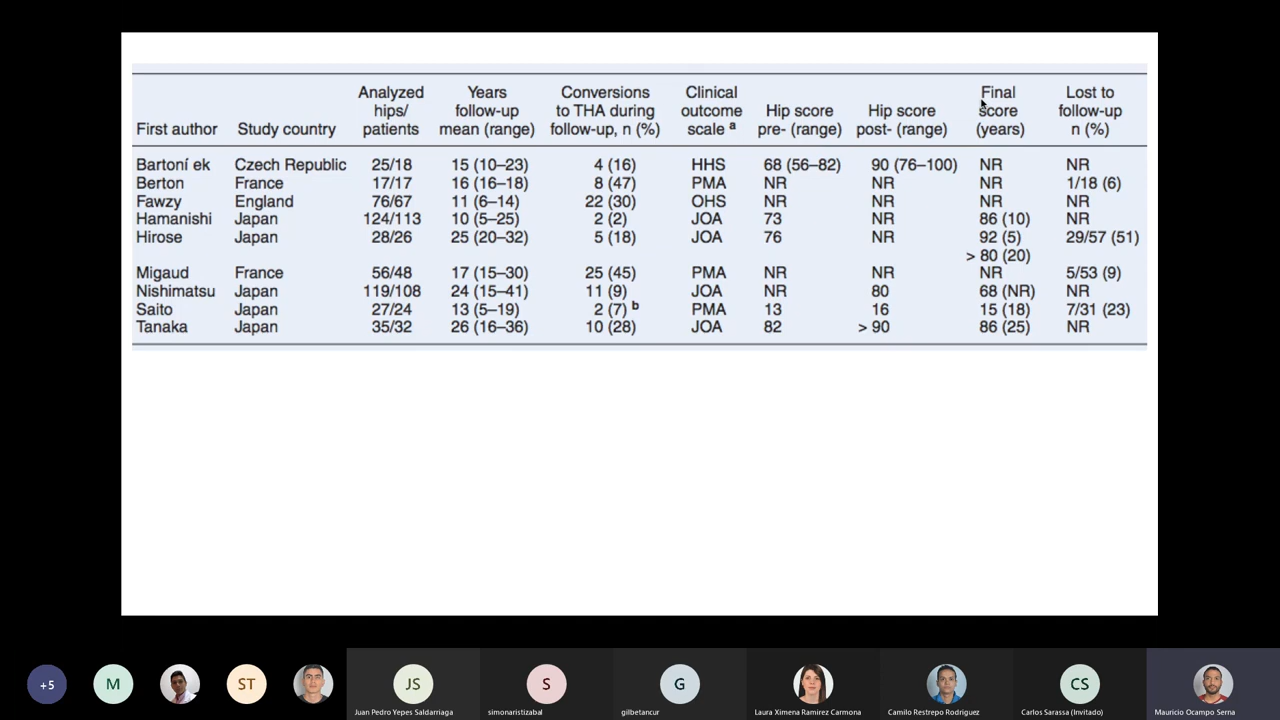 Analyzed Years Conversions Clinical Final Lost to
hips/ follow-up to THA during outcome Hip score Hip score score follow-up
First author Study country patients mean (range) follow-up, n (%) scale a pre- (range) post- (range) (years) n (%)
Bartoní ek Czech Republic 25/18 15 (10–23) 4 (16) HHS 68 (56–82) 90 (76–100) NR NR
Berton France 17/17 16 (16–18) 8 (47) PMA NR NR NR 1/18 (6)
Fawzy England 76/67 11 (6–14) 22 (30) OHS NR NR NR NR
Hamanishi Japan 124/113 10 (5–25) 2 (2) JOA 73 NR 86 (10) NR
Hirose Japan 28/26 25 (20–32) 5 (18) JOA 76 NR 92 (5) 29/57 (51)
> 80 (20)
Migaud France 56/48 17 (15–30) 25 (45) PMA NR NR NR 5/53 (9)
Nishimatsu Japan 119/108 24 (15–41) 11 (9) JOA NR 80 68 (NR) NR
Saito Japan 27/24 13 (5–19) 2 (7) b PMA 13 16 15 (18) 7/31 (23)
Tanaka Japan 35/32 26 (16–36) 10 (28) JOA 82 > 90 86 (25) NR
+5 M ST JS S G CS
Juan Pedro Yepes Saldarriaga simonaristizabal gilbetancur Laura Ximena Ramirez Carmona Camilo Restrepo Rodriguez Carlos Sarassa (Invitado) Mauricio Ocampo Serna